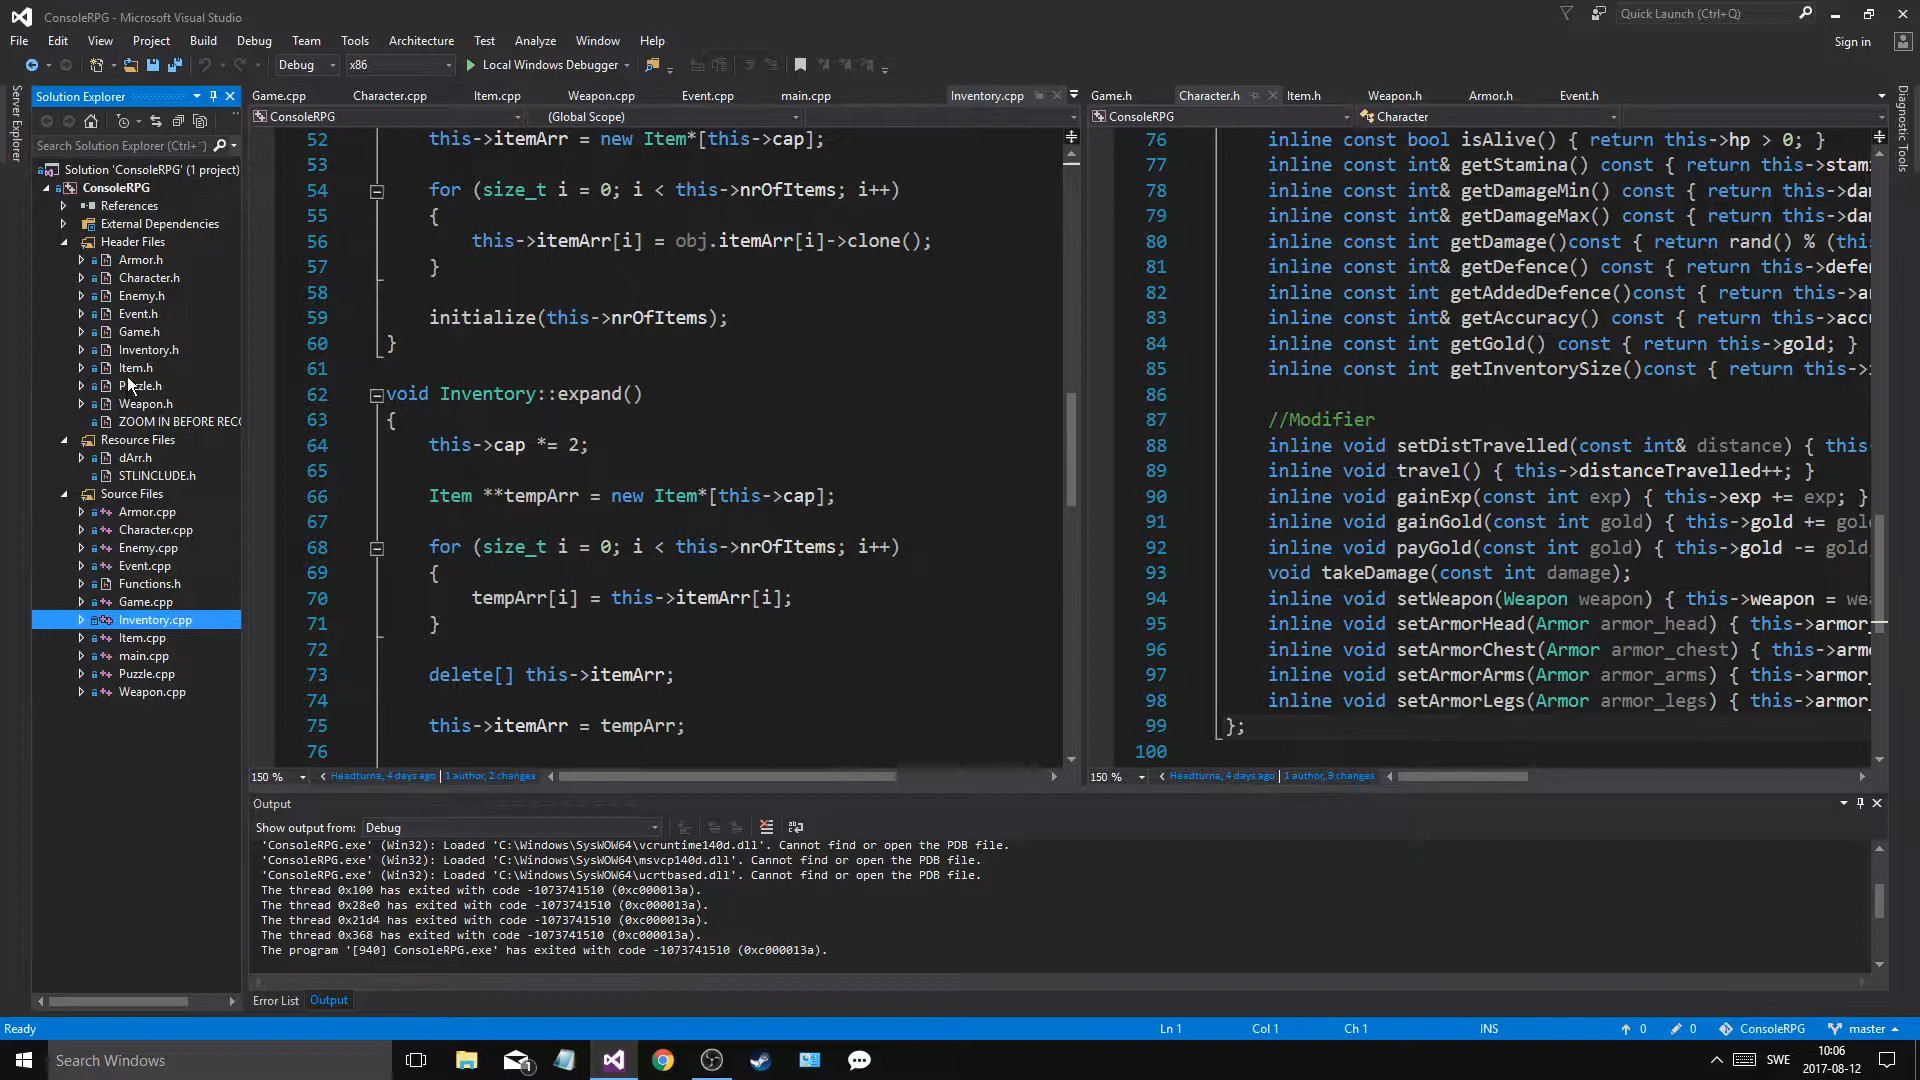 ConsoleRPG - Microsoft Visual Studio
Quick Launch (Ctrl+Q)
File Edit View Project Build Debug Team Tools Architecture Test Analyze Window Help
Sign in
Debug x86 Local Windows Debugger
Server Explorer
Solution Explorer
Search Solution Explorer (Ctrl+¨)
Solution 'ConsoleRPG' (1 project)
ConsoleRPG
References
External Dependencies
Header Files
Armor.h
Character.h
Enemy.h
Event.h
Game.h
Inventory.h
Item.h
Puzzle.h
Weapon.h
ZOOM IN BEFORE RECO
Resource Files
dArr.h
STLINCLUDE.h
Source Files
Armor.cpp
Character.cpp
Enemy.cpp
Event.cpp
Functions.h
Game.cpp
Inventory.cpp
Item.cpp
main.cpp
Puzzle.cpp
Weapon.cpp
Game.cpp Character.cpp Item.cpp Weapon.cpp Event.cpp main.cpp Inventory.cpp
ConsoleRPG (Global Scope)
52 this->itemArr = new Item*[this->cap];
53
54 for (size_t i = 0; i < this->nrOfItems; i++)
55 {
56 this->itemArr[i] = obj.itemArr[i]->clone();
57 }
58
59 initialize(this->nrOfItems);
60 }
61
62 void Inventory::expand()
63 {
64 this->cap *= 2;
65
66 Item **tempArr = new Item*[this->cap];
67
68 for (size_t i = 0; i < this->nrOfItems; i++)
69 {
70 tempArr[i] = this->itemArr[i];
71 }
72
73 delete[] this->itemArr;
74
75 this->itemArr = tempArr;
76
150 % Headturna, 4 days ago | 1 author, 2 changes
Game.h Character.h Item.h Weapon.h Armor.h Event.h
ConsoleRPG Character
76 inline const bool isAlive() { return this->hp > 0; }
77 inline const int& getStamina() const { return this->stam
78 inline const int& getDamageMin() const { return this->dam
79 inline const int& getDamageMax() const { return this->dam
80 inline const int getDamage()const { return rand() % (this
81 inline const int& getDefence() const { return this->defen
82 inline const int getAddedDefence()const { return this->ar
83 inline const int& getAccuracy() const { return this->accu
84 inline const int getGold() const { return this->gold; }
85 inline const int getInventorySize()const { return this->i
86
87 //Modifier
88 inline void setDistTravelled(const int& distance) { this-
89 inline void travel() { this->distanceTravelled++; }
90 inline void gainExp(const int exp) { this->exp += exp; }
91 inline void gainGold(const int gold) { this->gold += gold
92 inline void payGold(const int gold) { this->gold -= gold;
93 void takeDamage(const int damage);
94 inline void setWeapon(Weapon weapon) { this->weapon = wea
95 inline void setArmorHead(Armor armor_head) { this->armor_
96 inline void setArmorChest(Armor armor_chest) { this->armo
97 inline void setArmorArms(Armor armor_arms) { this->armor_
98 inline void setArmorLegs(Armor armor_legs) { this->armor_
99 };
100
150 % Headturna, 4 days ago | 1 author, 9 changes
Diagnostic Tools
Output
Show output from: Debug
'ConsoleRPG.exe' (Win32): Loaded 'C:\Windows\SysWOW64\vcruntime140d.dll'. Cannot find or open the PDB file.
'ConsoleRPG.exe' (Win32): Loaded 'C:\Windows\SysWOW64\msvcp140d.dll'. Cannot find or open the PDB file.
'ConsoleRPG.exe' (Win32): Loaded 'C:\Windows\SysWOW64\ucrtbased.dll'. Cannot find or open the PDB file.
The thread 0x100 has exited with code -1073741510 (0xc000013a).
The thread 0x28e0 has exited with code -1073741510 (0xc000013a).
The thread 0x21d4 has exited with code -1073741510 (0xc000013a).
The thread 0x368 has exited with code -1073741510 (0xc000013a).
The program '[940] ConsoleRPG.exe' has exited with code -1073741510 (0xc000013a).
Error List Output
Ready Ln 1 Col 1 Ch 1 INS 0 0 ConsoleRPG master
Search Windows
1
SWE
10:06
2017-08-12